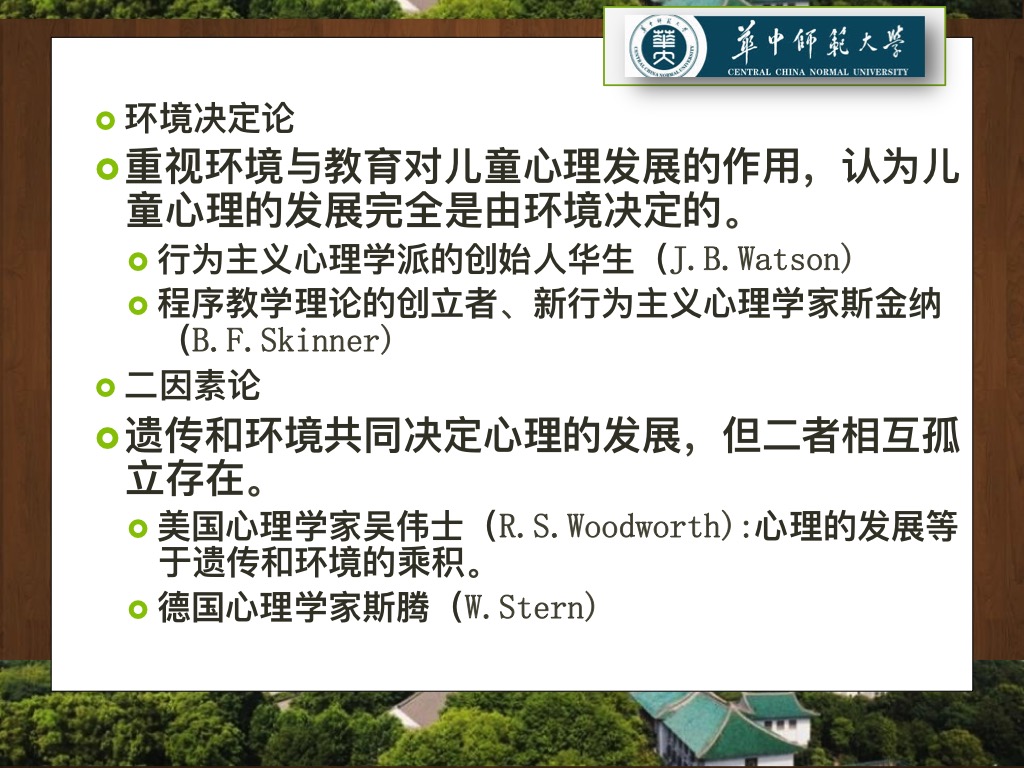 華中師範大學
CENTRAL CHINA NORMAL UNIVERSITY
环境决定论
重视环境与教育对儿童心理发展的作用，认为儿
童心理的发展完全是由环境决定的。
行为主义心理学派的创始人华生（J.B.Watson)
程序教学理论的创立者、新行为主义心理学家斯金纳
（B.F.Skinner)
二因素论
遗传和环境共同决定心理的发展，但二者相互孤
立存在。
美国心理学家吴伟士（R.S.Woodworth):心理的发展等
于遗传和环境的乘积。
德国心理学家斯腾（W.Stern)